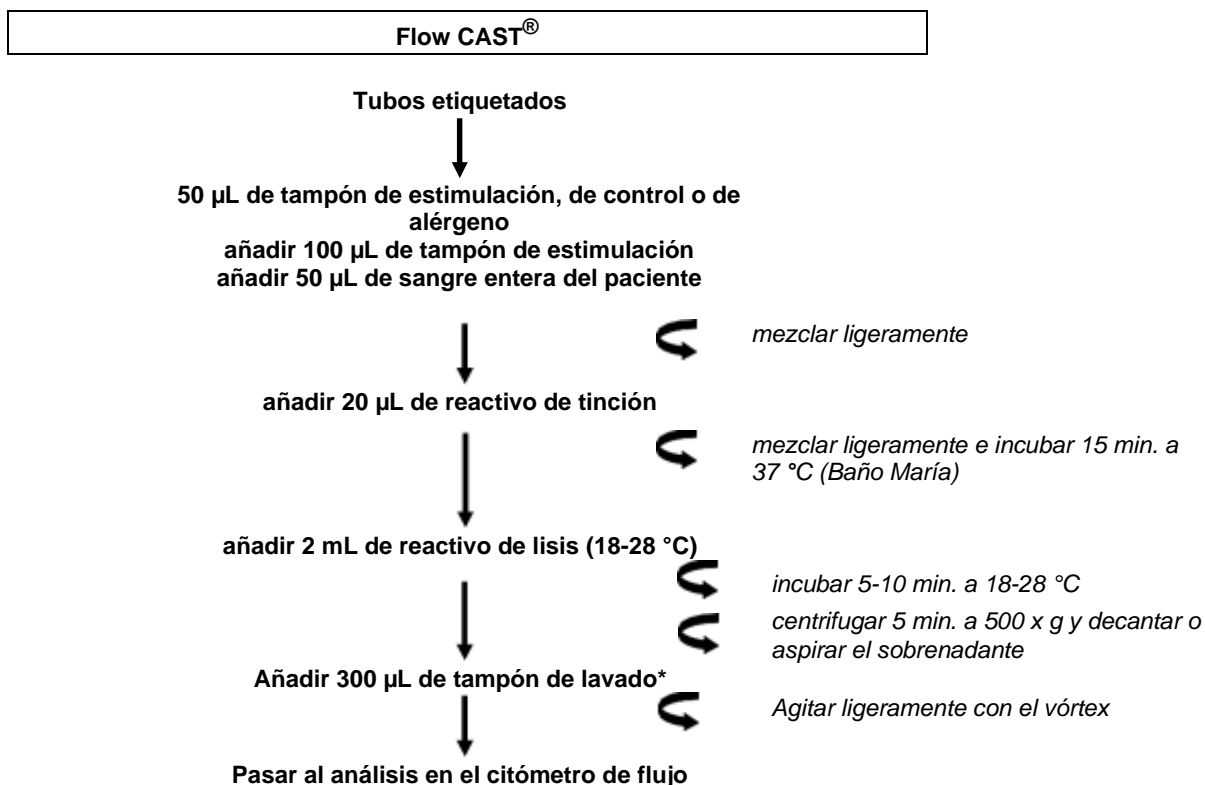 Flow CAST®
Tubos etiquetados
50 µL de tampón de estimulación, de control o de
alérgeno
añadir 100 µL de tampón de estimulación
añadir 50 µL de sangre entera del paciente
mezclar ligeramente
añadir 20 µL de reactivo de tinción
mezclar ligeramente e incubar 15 min. a
37 °C (Baño María)
añadir 2 mL de reactivo de lisis (18-28 °C)
incubar 5-10 min. a 18-28 °C
centrifugar 5 min. a 500 x g y decantar o
aspirar el sobrenadante
Añadir 300 µL de tampón de lavado*
Agitar ligeramente con el vórtex
Pasar al análisis en el citómetro de flujo